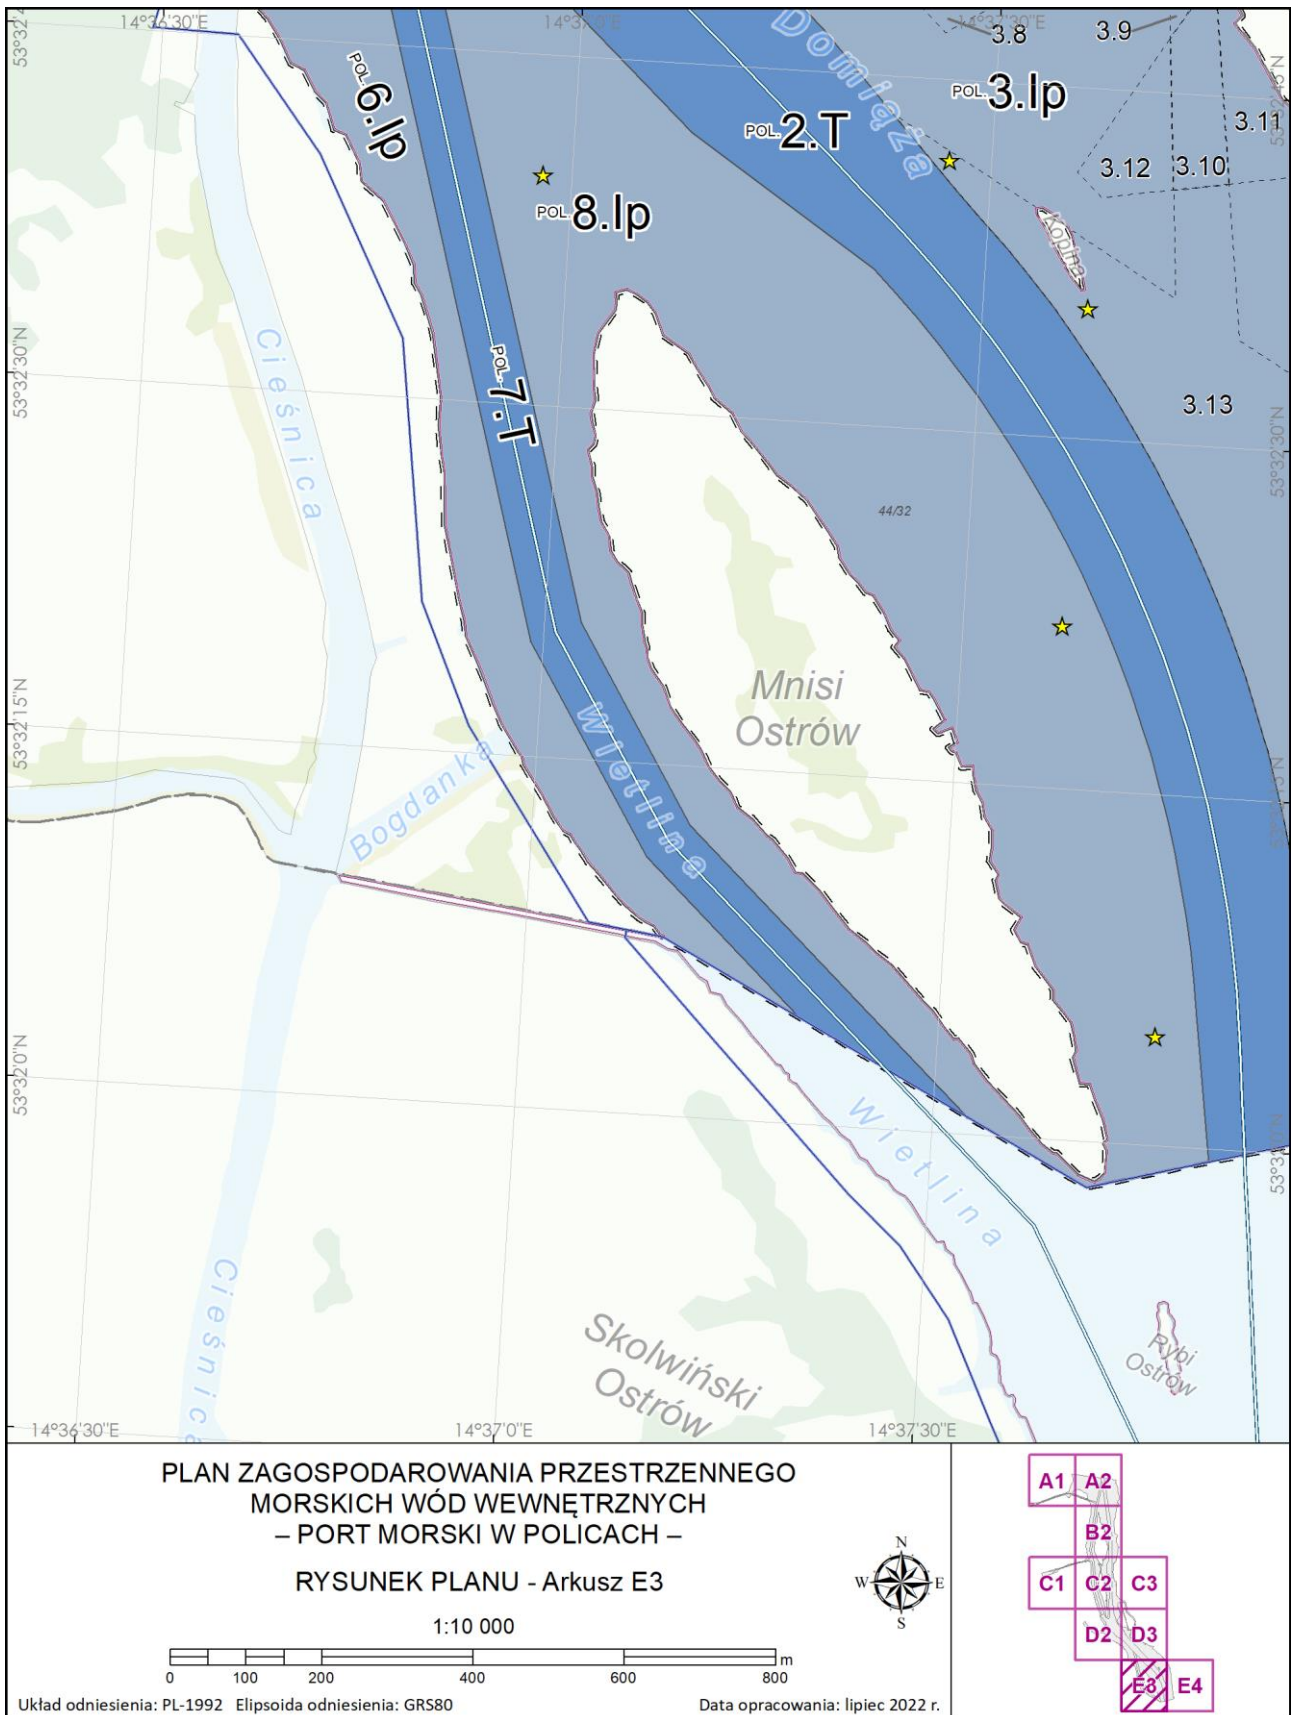 14°36'30"E
14°37'0"E
14°37'30"E
3.8
3.9
POL.6.Ip
Domiąża
POL.3.Ip
POL.2.T
3.11
3.12
3.10
POL.8.Ip
Kopina
53°32'30"N
Cieśnica
POL.7.T
3.13
53°32'30"N
44/32
Mnisi
Ostrów
53°32'15"N
Wietlina
Bogdanka
53°32'0"N
Wietlina
Cieśnica
Skolwiński
Ostrów
Rybi
Ostrów
14°36'30"E
14°37'0"E
14°37'30"E
PLAN ZAGOSPODAROWANIA PRZESTRZENNEGO
MORSKICH WÓD WEWNĘTRZNYCH
– PORT MORSKI W POLICACH –
RYSUNEK PLANU - Arkusz E3
1:10 000
0 100 200 400 600 800 m
Układ odniesienia: PL-1992 Elipsoida odniesienia: GRS80
Data opracowania: lipiec 2022 r.
N
W E
S
A1 A2
B2
C1 C2 C3
D2 D3
E3 E4